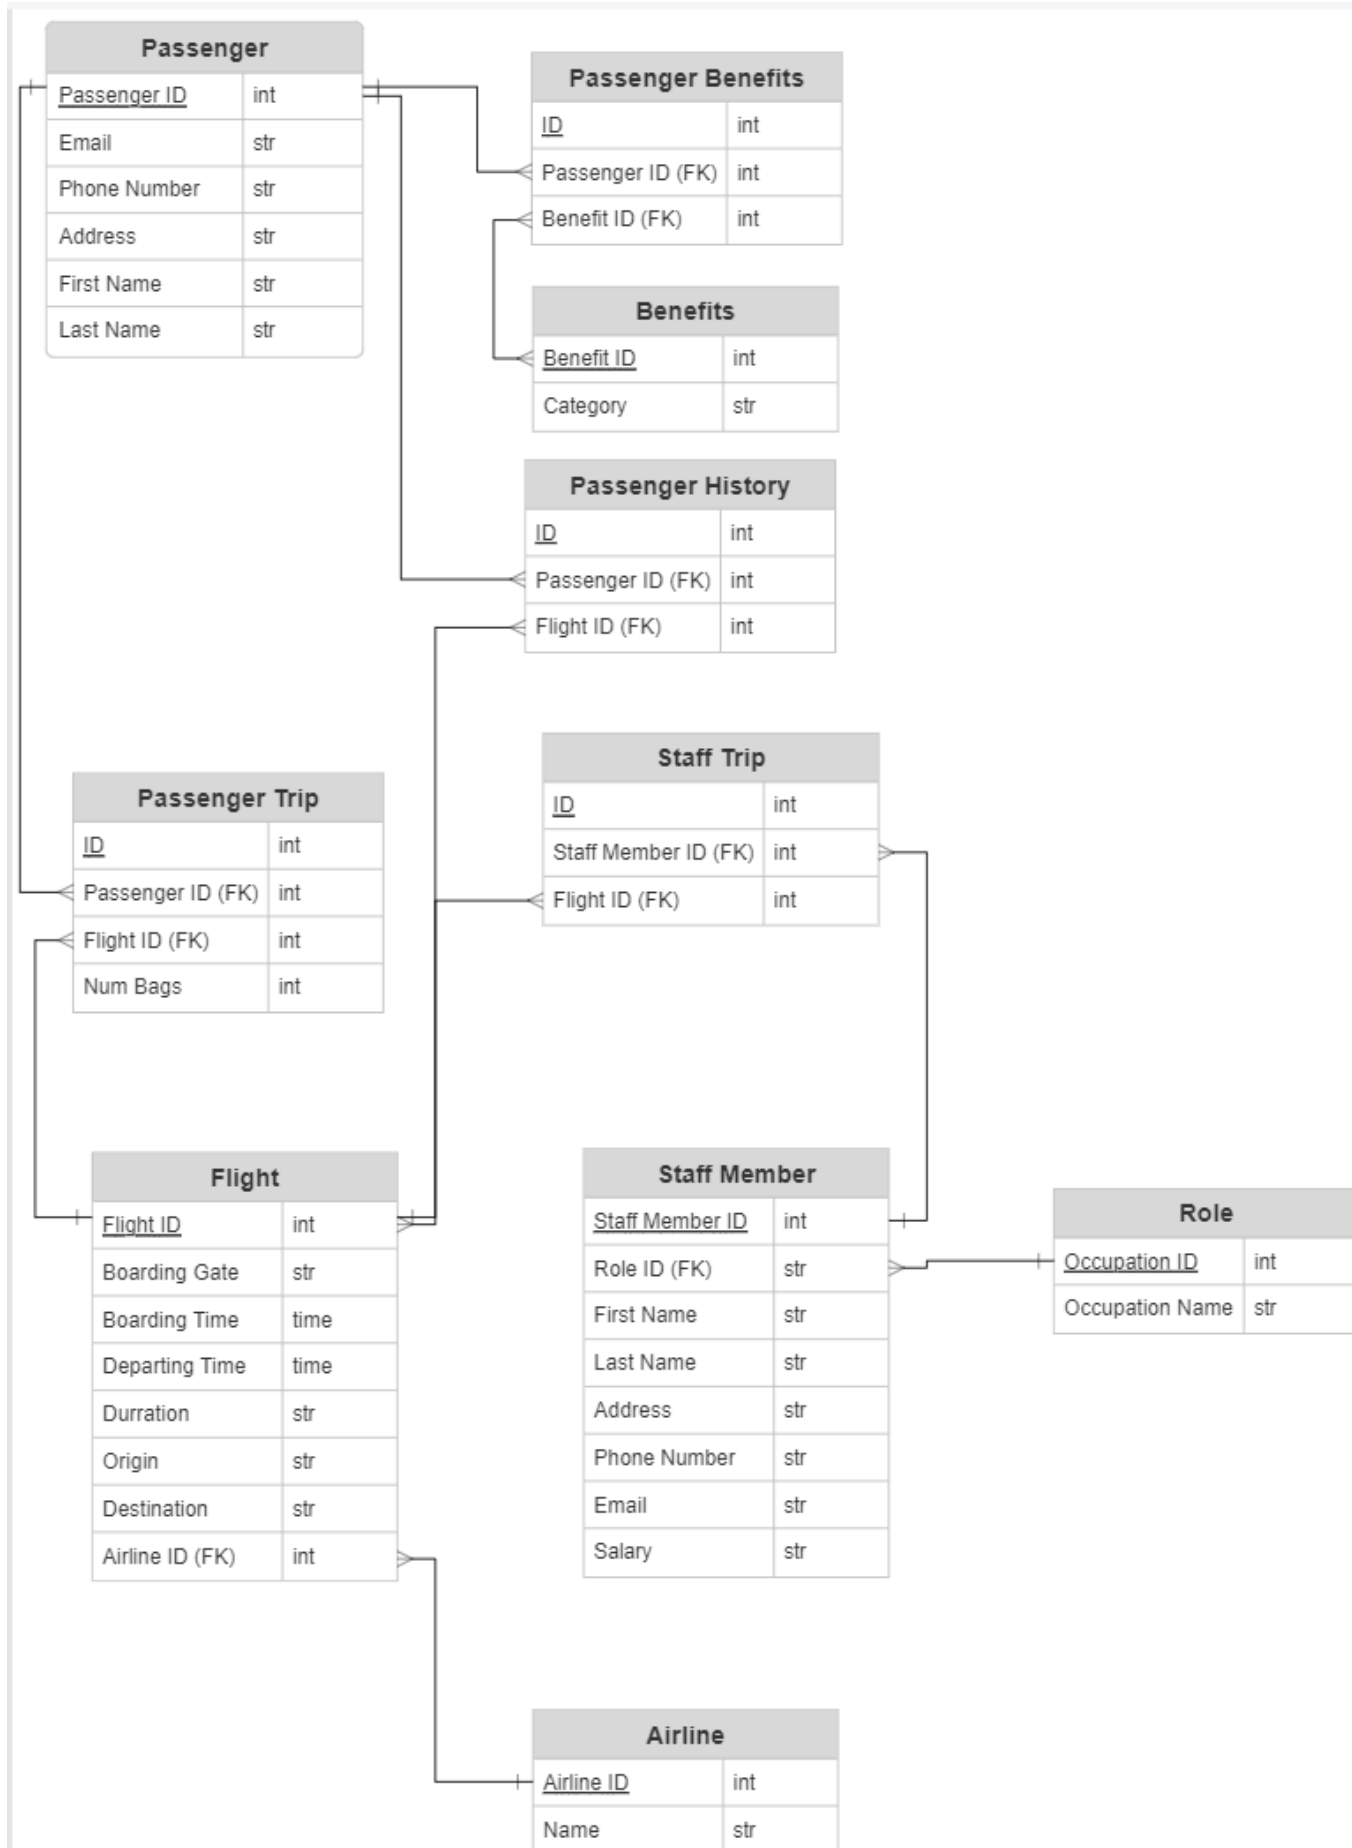 Passenger
Passenger ID int
Email str
Phone Number str
Address str
First Name str
Last Name str
Passenger Benefits
ID int
Passenger ID (FK) int
Benefit ID (FK) int
Benefits
Benefit ID int
Category str
Passenger History
ID int
Passenger ID (FK) int
Flight ID (FK) int
Staff Trip
ID int
Staff Member ID (FK) int
Flight ID (FK) int
Passenger Trip
ID int
Passenger ID (FK) int
Flight ID (FK) int
Num Bags int
Flight
Flight ID int
Boarding Gate str
Boarding Time time
Departing Time time
Durration str
Origin str
Destination str
Airline ID (FK) int
Staff Member
Staff Member ID int
Role ID (FK) str
First Name str
Last Name str
Address str
Phone Number str
Email str
Salary str
Role
Occupation ID int
Occupation Name str
Airline
Airline ID int
Name str